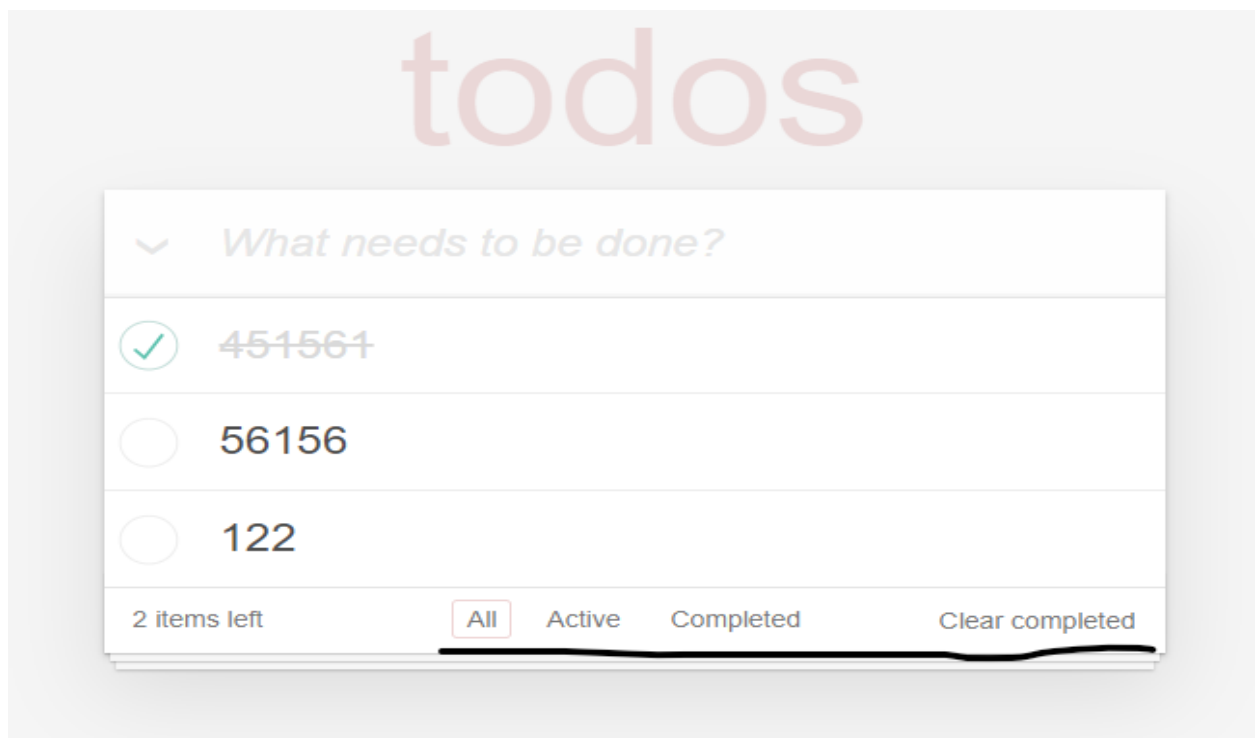 todos
What needs to be done?
451561
56156
122
2 items left All Active Completed Clear completed